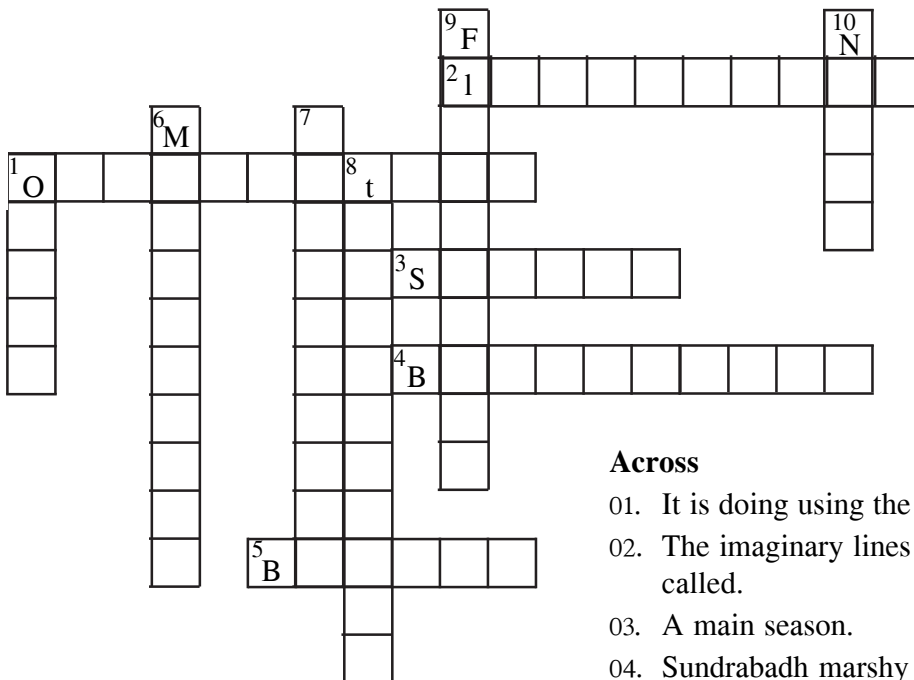 9 F
10 N
2 l
6 M
7
1 O
8 t
3 S
4 B
5 B
Across
01. It is doing using the
02. The imaginary lines
called.
03. A main season.
04. Sundrabadh marshy